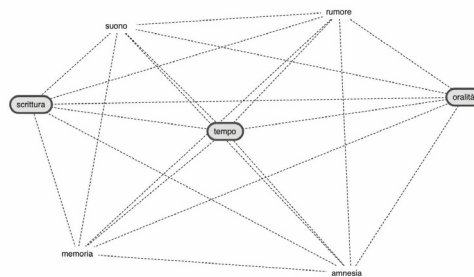 rumore
suono
oralità
scrittura
tempo
memoria
amnesia